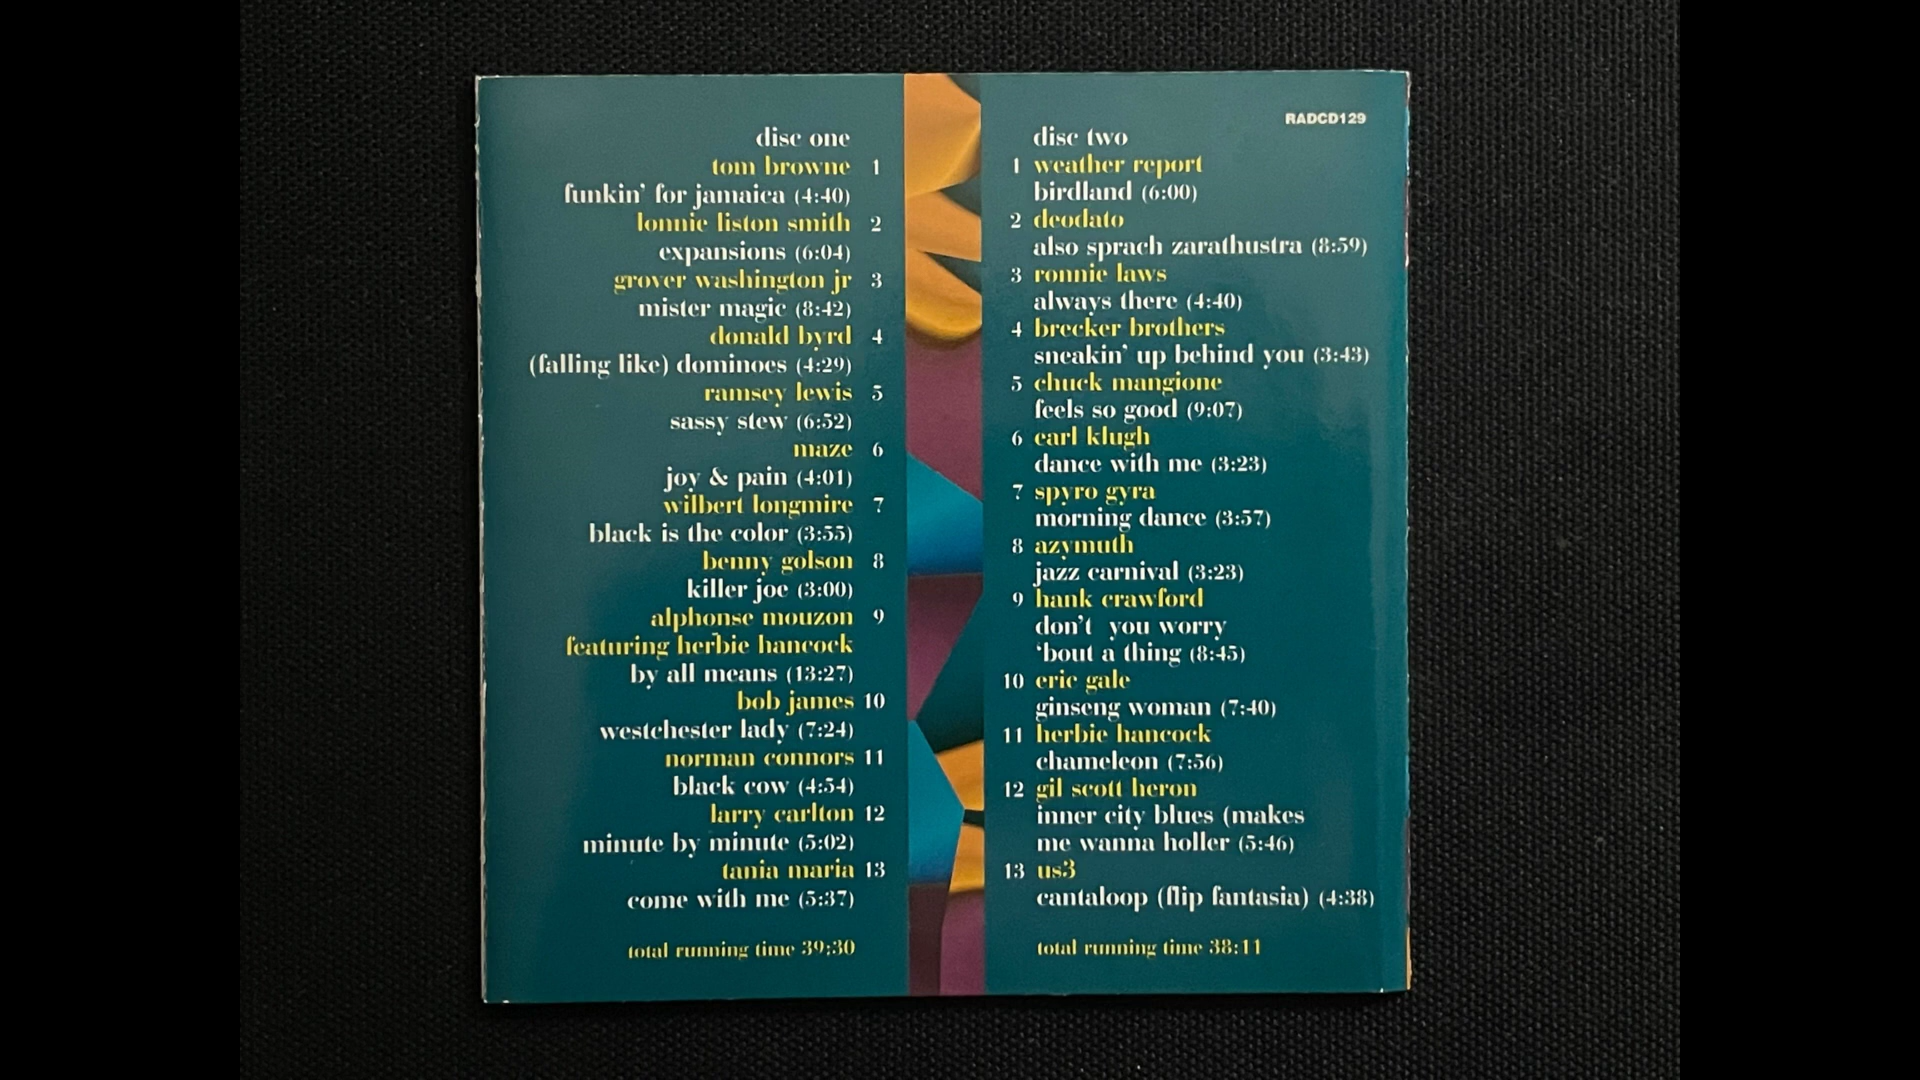 disc one
tom browne 1
funkin' for jamaica (4:40)
lonnie liston smith 2
expansions (6:04)
grover washington jr 3
mister magic (8:42)
donald byrd 4
(falling like) dominoes (4:29)
ramsey lewis 5
sassy stew (6:52)
maze 6
joy & pain (4:01)
wilbert longmire 7
black is the color (3:55)
benny golson 8
killer joe (3:00)
alphonse mouzon 9
featuring herbie hancock
by all means (13:27)
bob james 10
westchester lady (7:24)
norman connors 11
black cow (4:54)
larry carlton 12
minute by minute (5:02)
tania maria 13
come with me (5:37)
total running time 39:30
RADCD129
disc two
1 weather report
birdland (6:00)
2 deodato
also sprach zarathustra (8:59)
3 ronnie laws
always there (4:40)
4 brecker brothers
sneakin' up behind you (3:43)
5 chuck mangione
feels so good (9:07)
6 earl klugh
dance with me (3:23)
7 spyro gyra
morning dance (3:57)
8 azymuth
jazz carnival (3:23)
9 hank crawford
don't you worry
'bout a thing (8:45)
10 eric gale
ginseng woman (7:40)
11 herbie hancock
chameleon (7:56)
12 gil scott heron
inner city blues (makes
me wanna holler (5:46)
13 us3
cantaloop (flip fantasia) (4:38)
total running time 38:11